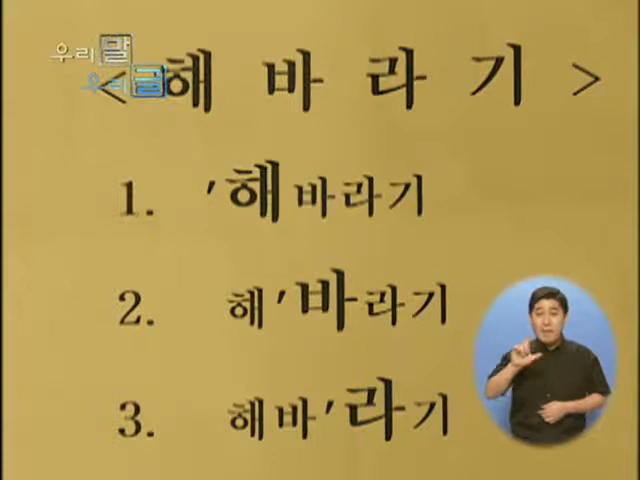 우리말
우리글
<해 바 라 기>
1. '해바라기
2. 해'바라기
3. 해바'라기